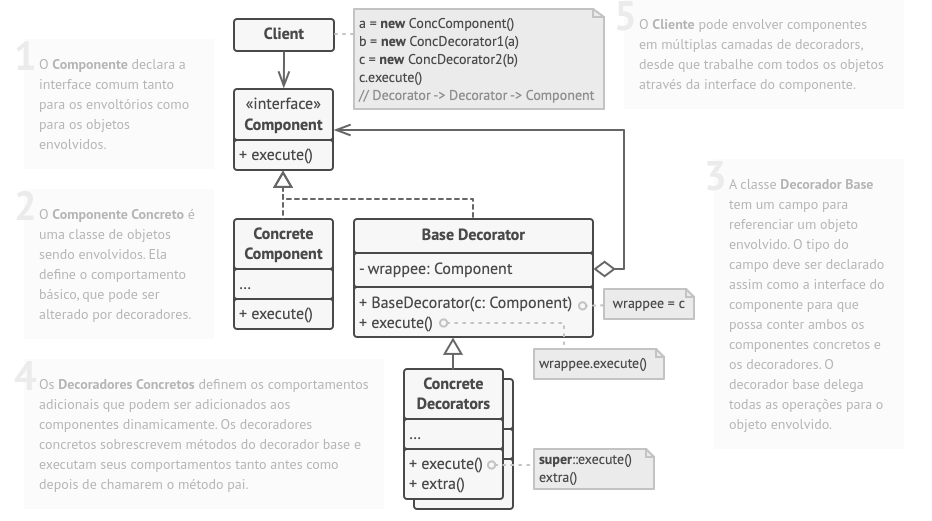 Client
a = new ConcComponent()
b = new ConcDecorator1(a)
c = new ConcDecorator2(b)
c.execute()
// Decorator -> Decorator -> Component
5
O Cliente pode envolver componentes
em múltiplas camadas de decoradors,
desde que trabalhe com todos os objetos
através da interface do componente.
1
O Componente declara a
interface comum tanto
para os envoltórios como
para os objetos
envolvidos.
«interface»
Component
+ execute()
2
O Componente Concreto é
uma classe de objetos
sendo envolvidos. Ela
define o comportamento
básico, que pode ser
alterado por decoradores.
Concrete
Component
...
+ execute()
Base Decorator
- wrappee: Component
+ BaseDecorator(c: Component)
+ execute()
wrappee = c
wrappee.execute()
3
A classe Decorador Base
tem um campo para
referenciar um objeto
envolvido. O tipo do
campo deve ser declarado
assim como a interface do
componente para que
possa conter ambos os
componentes concretos e
os decoradores. O
decorador base delega
todas as operações para o
objeto envolvido.
4
Os Decoradores Concretos definem os comportamentos
adicionais que podem ser adicionados aos
componentes dinamicamente. Os decoradores
concretos sobrescrevem métodos do decorador base e
executam seus comportamentos tanto antes como
depois de chamarem o método pai.
Concrete
Decorators
...
+ execute()
+ extra()
super::execute()
extra()